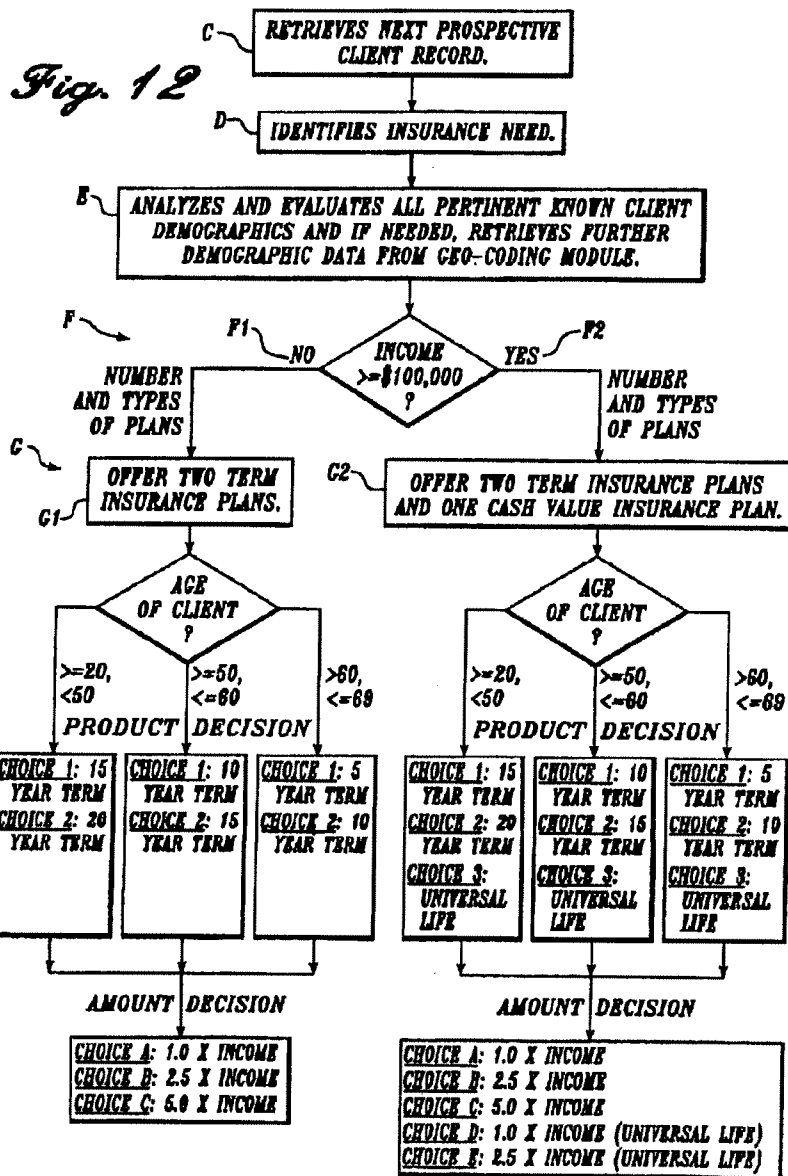 Fig. 12
C
RETRIEVES NEXT PROSPECTIVE
CLIENT RECORD.
D
IDENTIFIES INSURANCE NEED.
E
ANALYZES AND EVALUATES ALL PERTINENT KNOWN CLIENT
DEMOGRAPHICS AND IF NEEDED, RETRIEVES FURTHER
DEMOGRAPHIC DATA FROM GEO-CODING MODULE.
F
F1
NO
INCOME
>=$100,000
?
YES
F2
NUMBER
AND TYPES
OF PLANS
NUMBER
AND TYPES
OF PLANS
G
G1
OFFER TWO TERM
INSURANCE PLANS.
G2
OFFER TWO TERM INSURANCE PLANS
AND ONE CASH VALUE INSURANCE PLAN.
AGE
OF CLIENT
?
>=20,
<50
>=50,
<=60
>60,
<=69
PRODUCT DECISION
CHOICE 1: 15
YEAR TERM
CHOICE 2: 20
YEAR TERM
CHOICE 1: 10
YEAR TERM
CHOICE 2: 15
YEAR TERM
CHOICE 1: 5
YEAR TERM
CHOICE 2: 10
YEAR TERM
AMOUNT DECISION
CHOICE A: 1.0 X INCOME
CHOICE B: 2.5 X INCOME
CHOICE C: 5.0 X INCOME
AGE
OF CLIENT
?
>=20,
<50
>=50,
<=60
>60,
<=69
PRODUCT DECISION
CHOICE 1: 15
YEAR TERM
CHOICE 2: 20
YEAR TERM
CHOICE 3:
UNIVERSAL
LIFE
CHOICE 1: 10
YEAR TERM
CHOICE 2: 15
YEAR TERM
CHOICE 3:
UNIVERSAL
LIFE
CHOICE 1: 5
YEAR TERM
CHOICE 2: 10
YEAR TERM
CHOICE 3:
UNIVERSAL
LIFE
AMOUNT DECISION
CHOICE A: 1.0 X INCOME
CHOICE B: 2.5 X INCOME
CHOICE C: 5.0 X INCOME
CHOICE D: 1.0 X INCOME (UNIVERSAL LIFE)
CHOICE E: 2.5 X INCOME (UNIVERSAL LIFE)